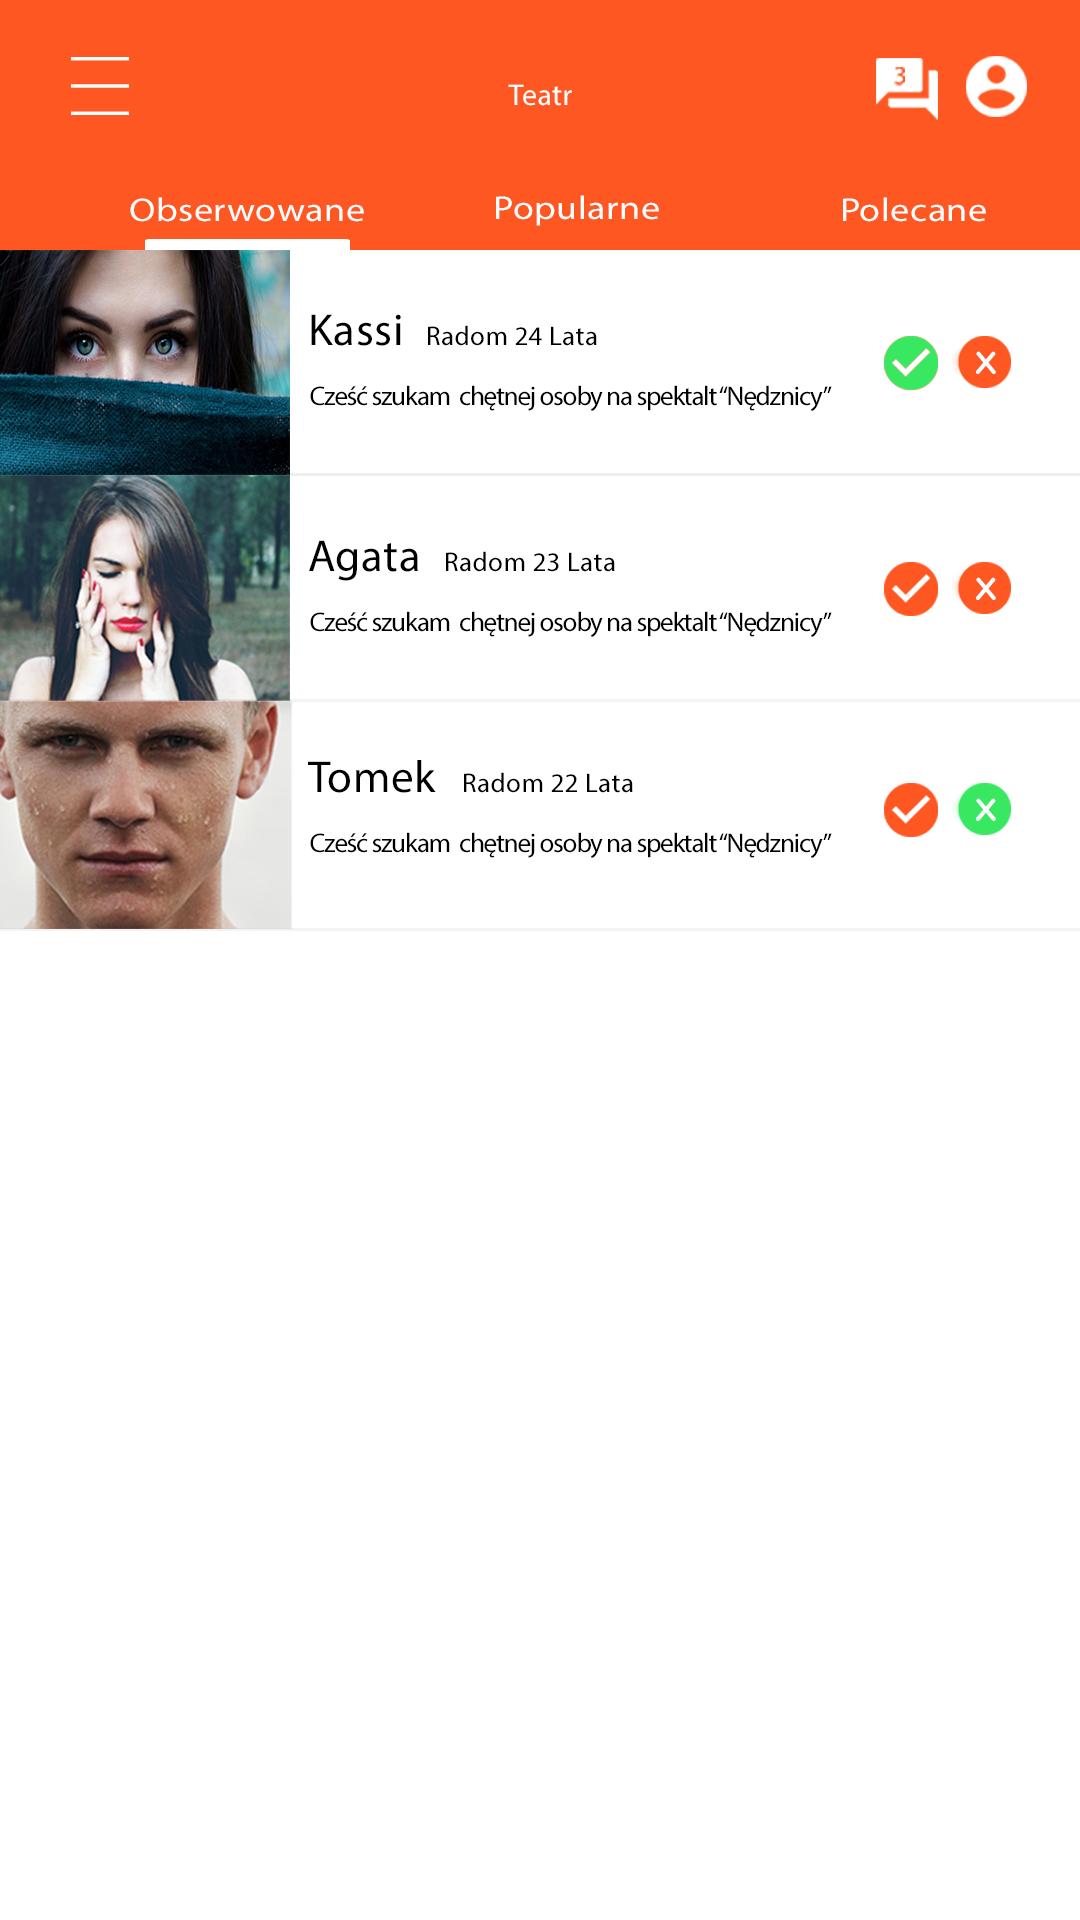 3
Teatr
Obserwowane Popularne Polecane
Kassi Radom 24 Lata
Cześć szukam chętnej osoby na spektalt “Nędznicy”
Agata Radom 23 Lata
Cześć szukam chętnej osoby na spektalt “Nędznicy”
Tomek Radom 22 Lata
Cześć szukam chętnej osoby na spektalt “Nędznicy”